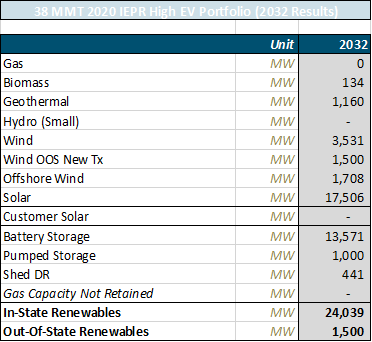 38 MMT 2020 IEPR High EV Portfolio (2032 Results)
Unit 2032
Gas MW 0
Biomass MW 134
Geothermal MW 1,160
Hydro (Small) MW -
Wind MW 3,531
Wind OOS New Tx MW 1,500
Offshore Wind MW 1,708
Solar MW 17,506
Customer Solar MW -
Battery Storage MW 13,571
Pumped Storage MW 1,000
Shed DR MW 441
Gas Capacity Not Retained MW -
In-State Renewables MW 24,039
Out-Of-State Renewables MW 1,500